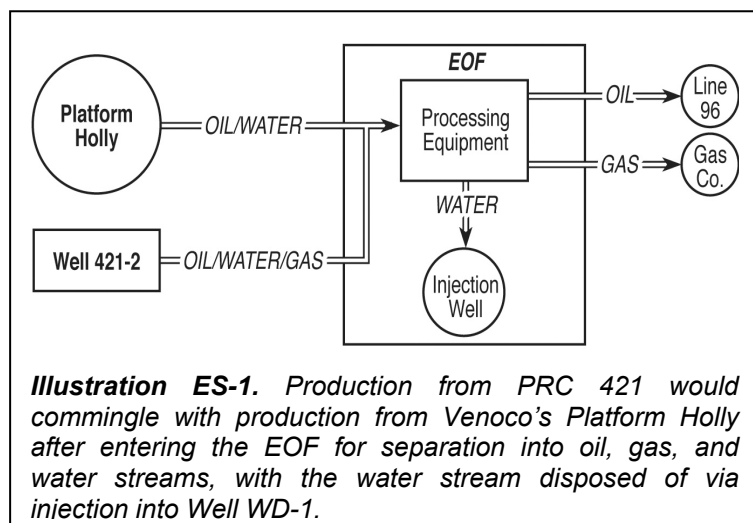 EOF
Platform
Holly
OIL/WATER
Processing
Equipment
OIL
Line
96
GAS
Gas
Co.
WATER
Well 421-2
OIL/WATER/GAS
Injection
Well
Illustration ES-1. Production from PRC 421 would
commingle with production from Venoco's Platform Holly
after entering the EOF for separation into oil, gas, and
water streams, with the water stream disposed of via
injection into Well WD-1.